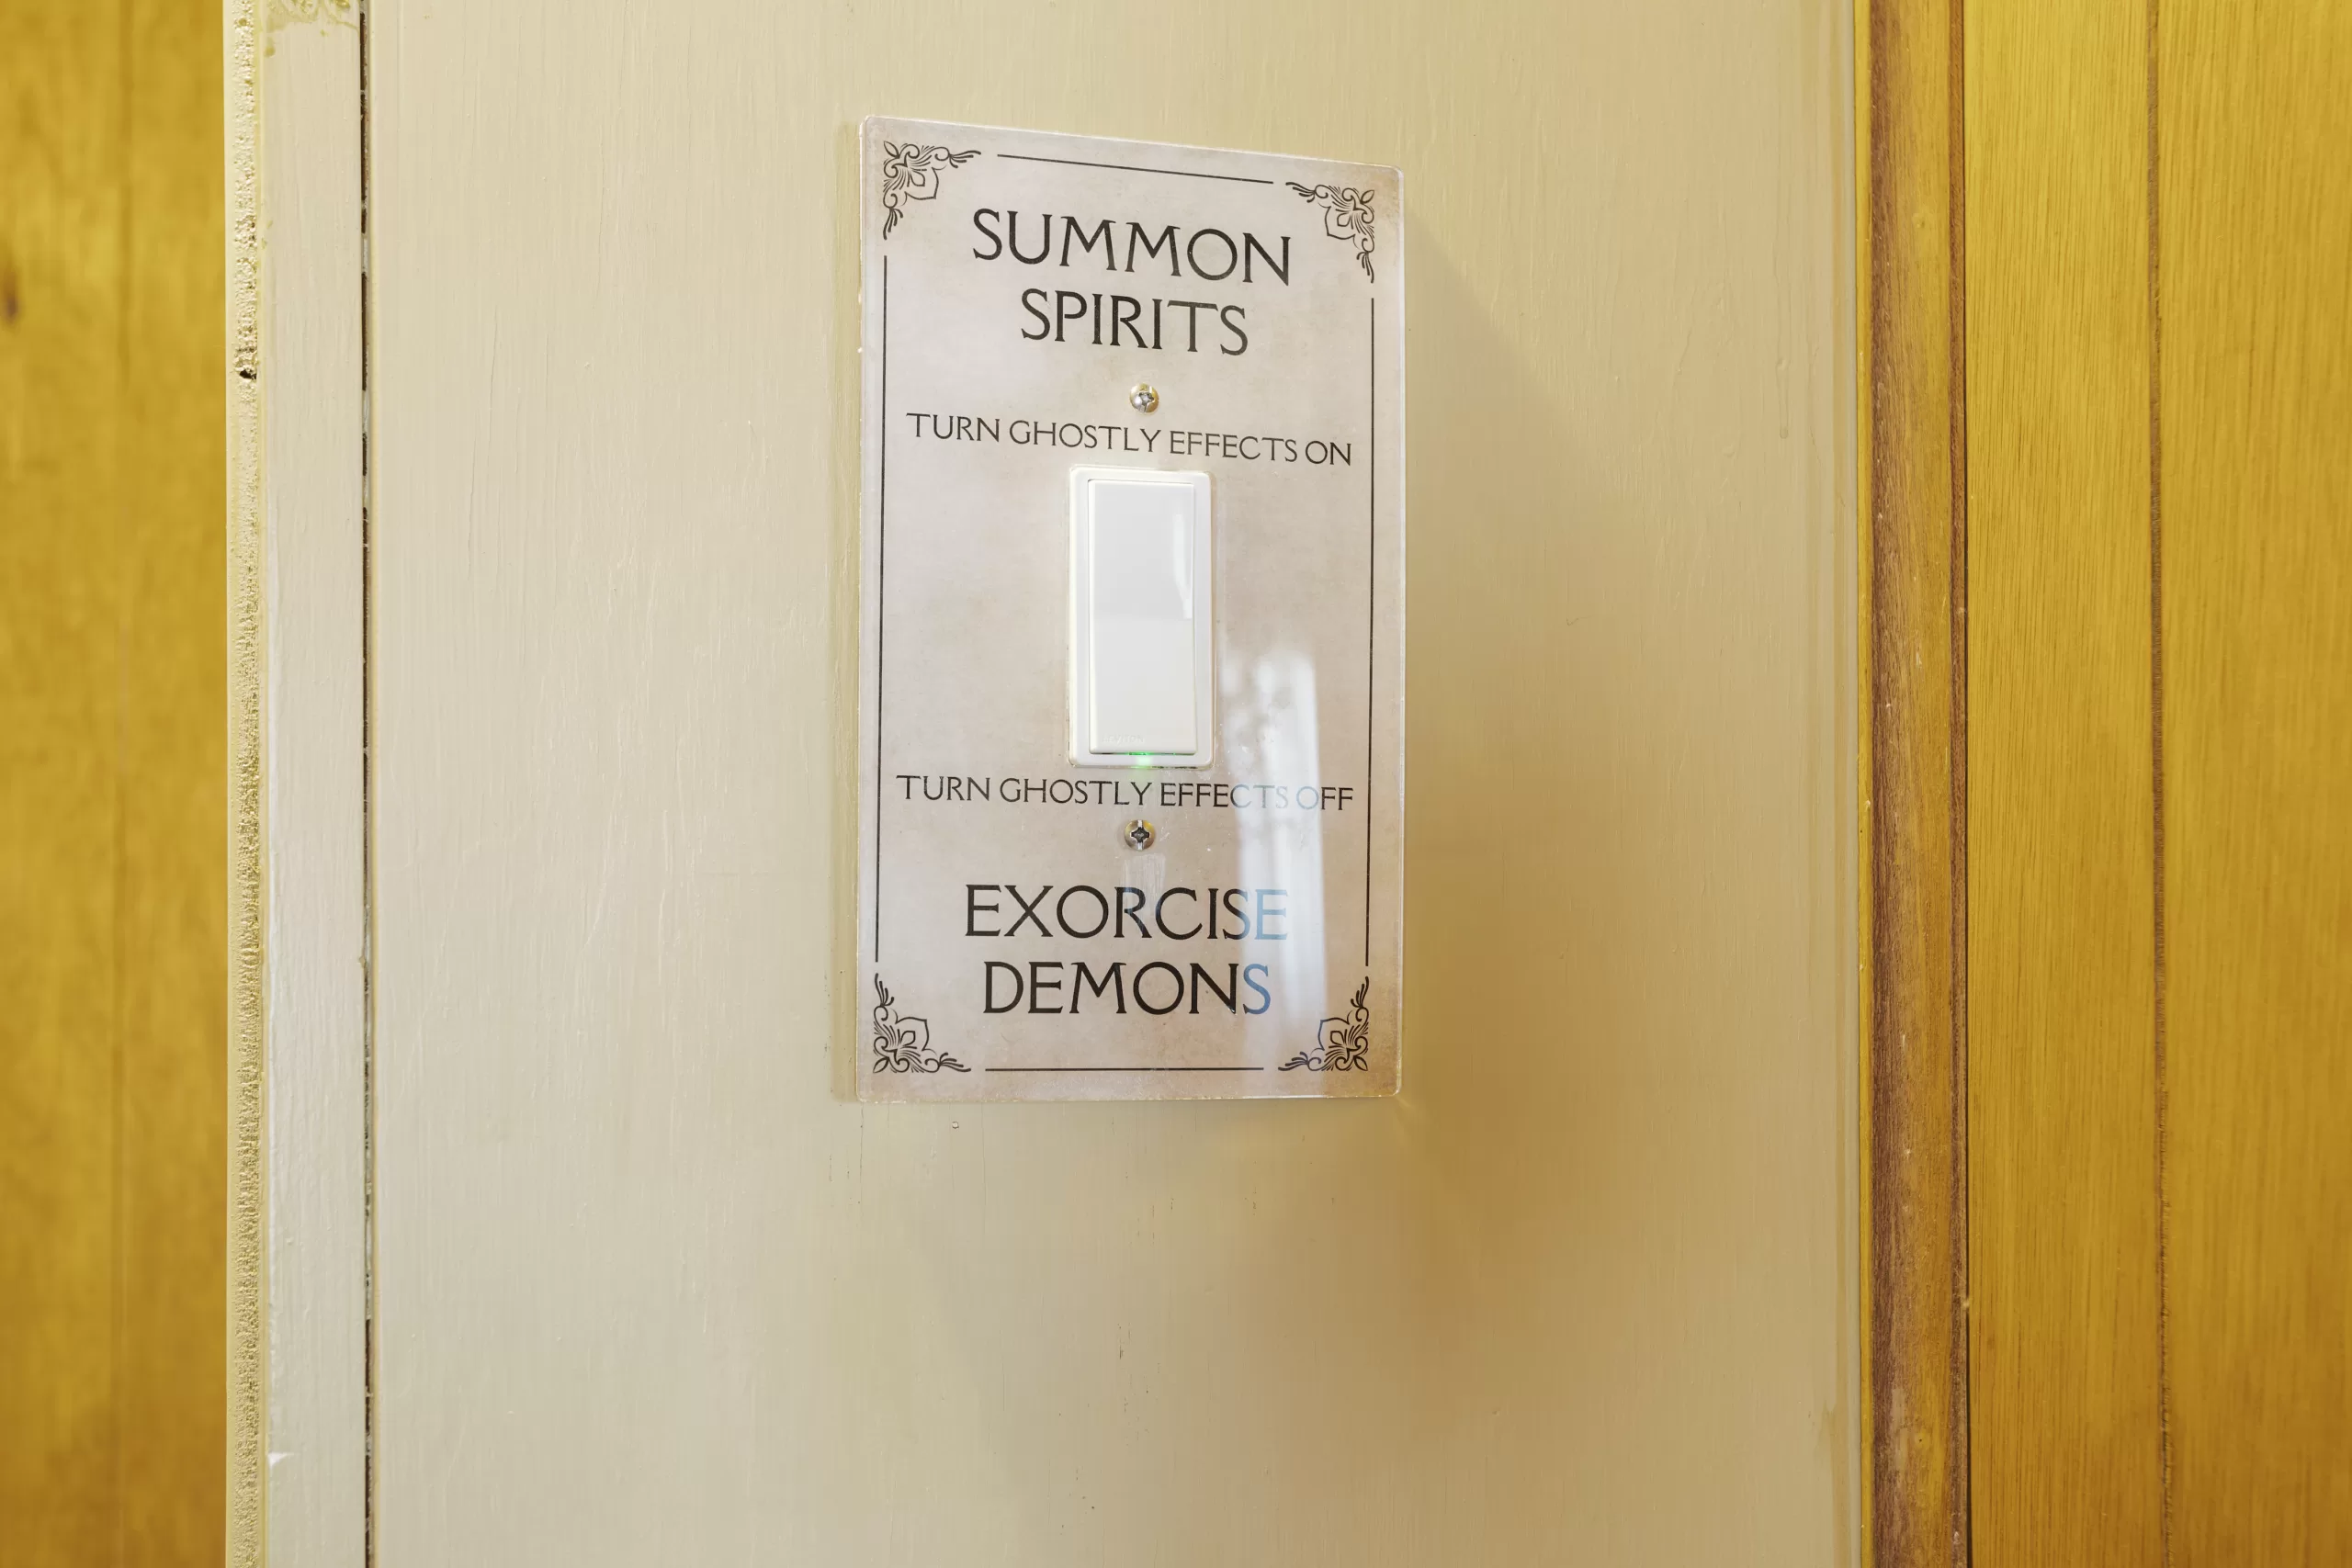 SUMMON
SPIRITS
TURN GHOSTLY EFFECTS ON
TURN GHOSTLY EFFECTS OFF
EXORCISE
DEMONS